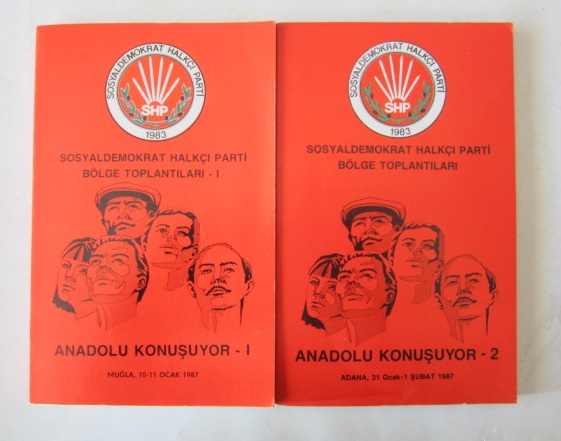 SOSYALDEMOKRAT HALKÇI PARTİ
SHP
1983
SOSYALDEMOKRAT HALKÇI PARTİ
BÖLGE TOPLANTILARI - I
ANADOLU KONUŞUYOR - I
MUĞLA, 10-11 OCAK 1987
SOSYALDEMOKRAT HALKÇI PARTİ
SHP
1983
SOSYALDEMOKRAT HALKÇI PARTİ
BÖLGE TOPLANTILARI
ANADOLU KONUŞUYOR - 2
ADANA, 31 Ocak-1 ŞUBAT 1987